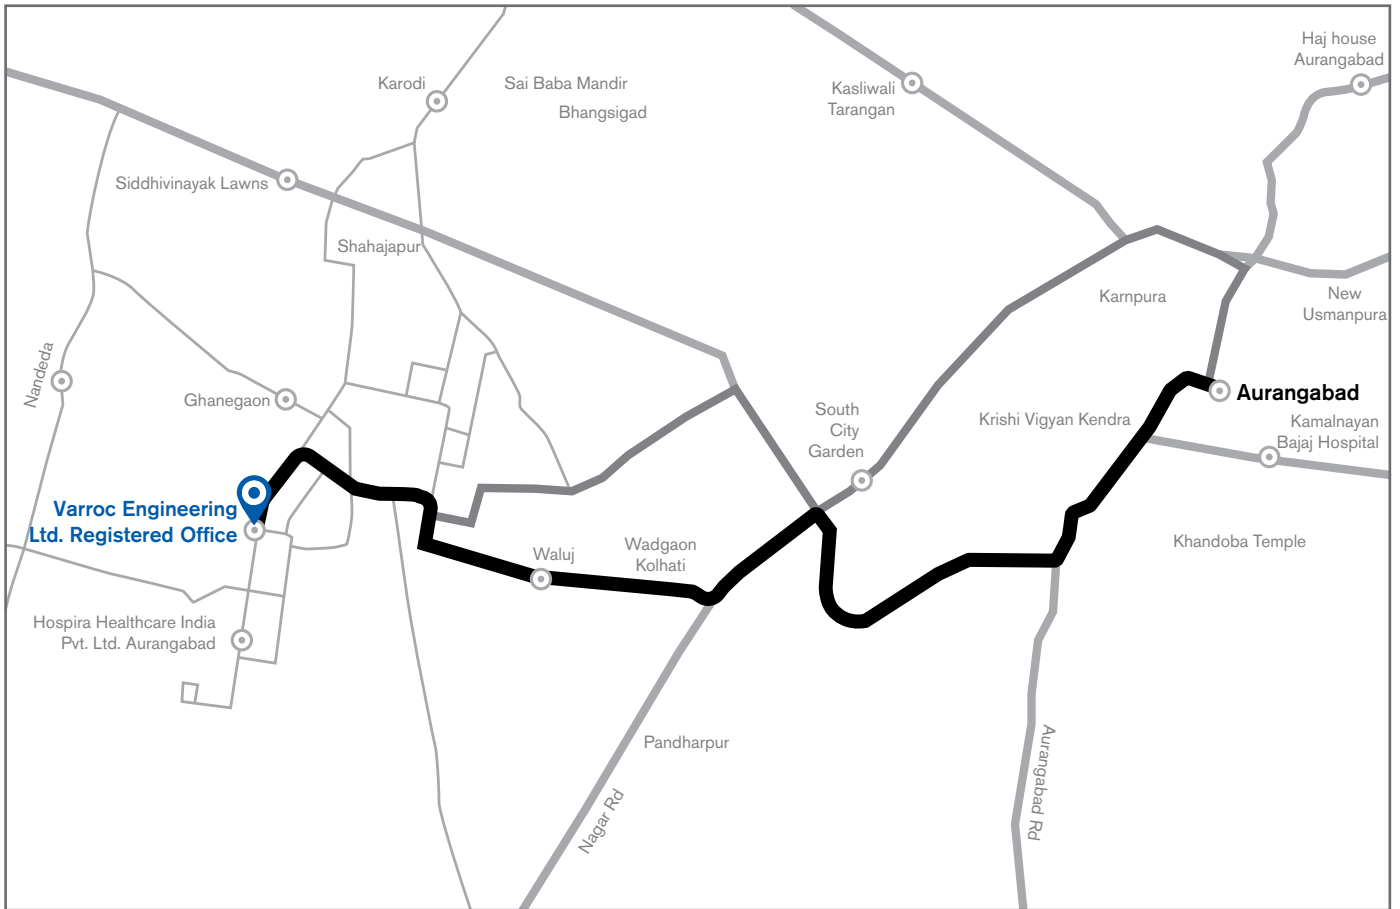 Haj house
Aurangabad
Karodi
Sai Baba Mandir
Bhangsigad
Kasliwali
Tarangan
Siddhivinayak Lawns
Shahajapur
Karnpura
New
Usmanpura
Nandeda
Ghanegaon
Aurangabad
South
City
Garden
Krishi Vigyan Kendra
Kamalnayan
Bajaj Hospital
Varroc Engineering
Ltd. Registered Office
Waluj
Wadgaon
Kolhati
Khandoba Temple
Hospira Healthcare India
Pvt. Ltd. Aurangabad
Pandharpur
Nagar Rd
Aurangabad Rd